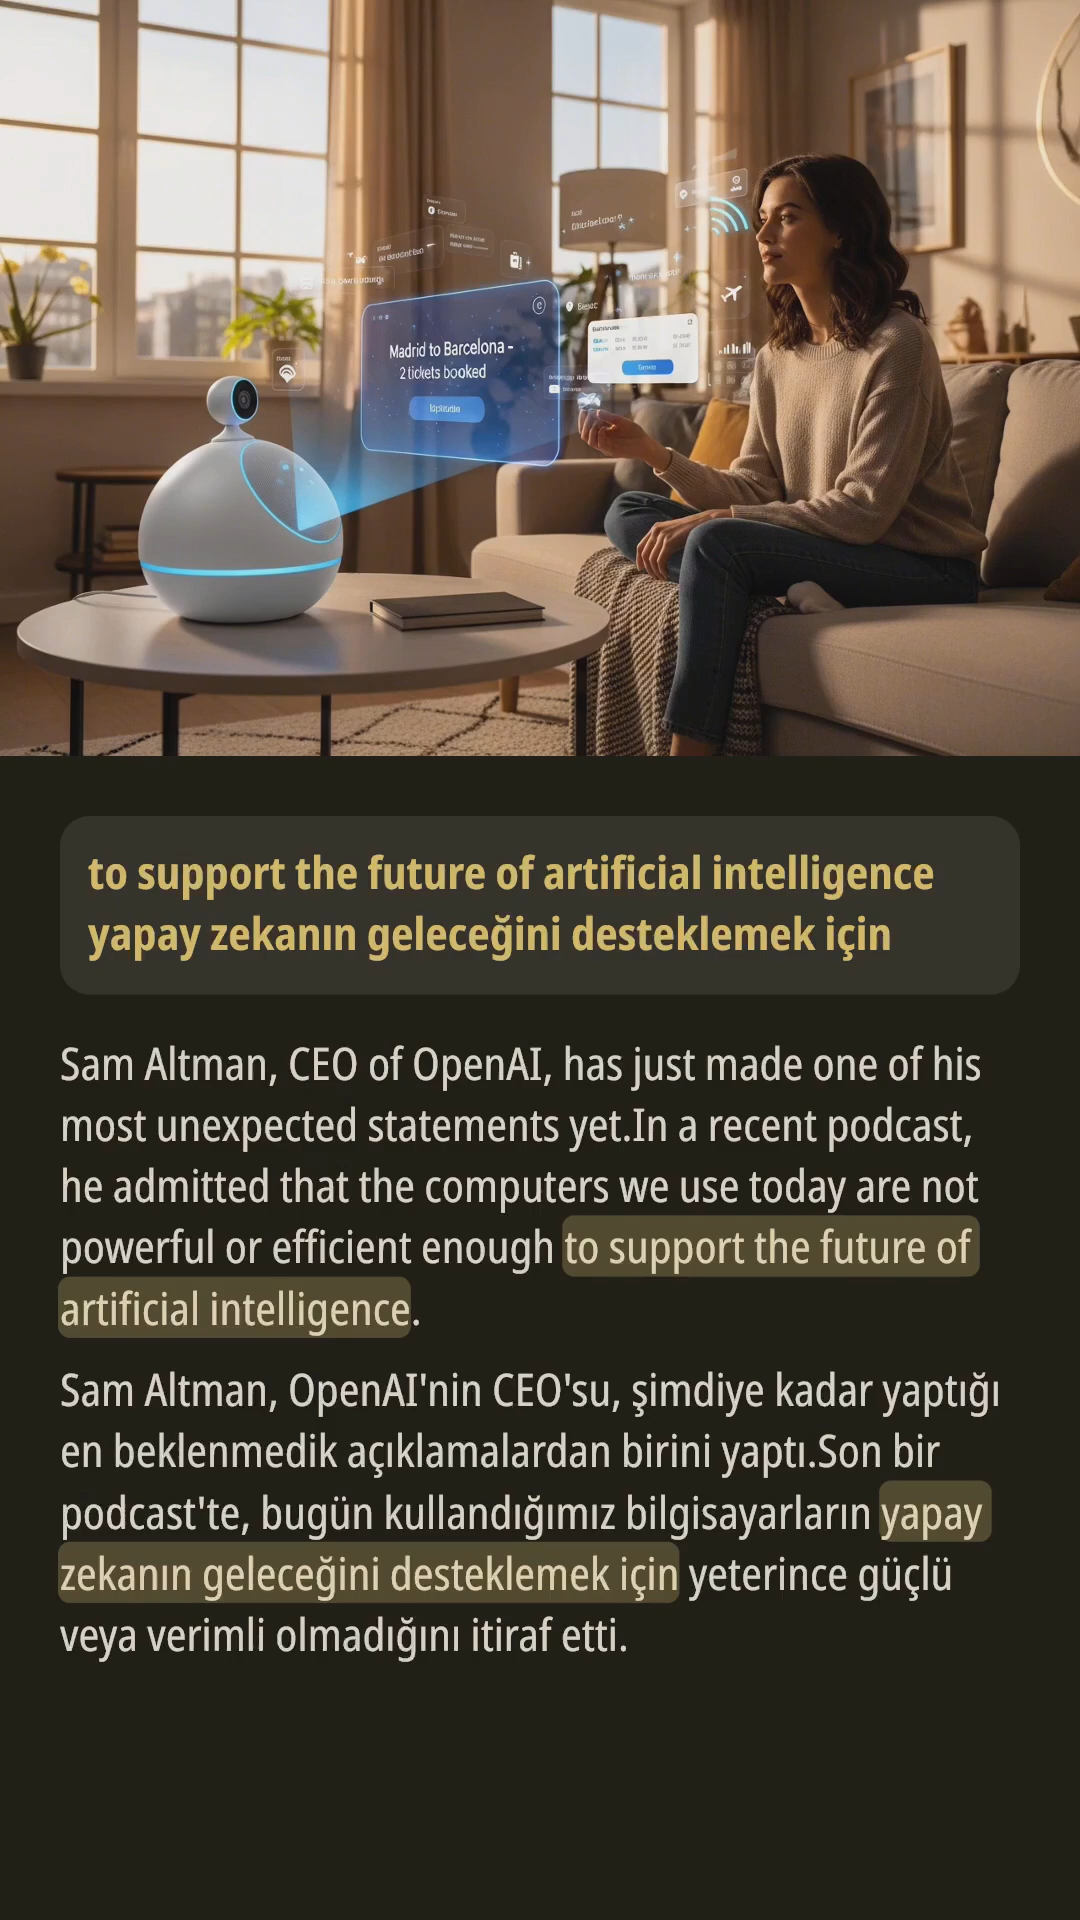 Madrid to Barcelona -
2 tickets booked
to support the future of artificial intelligence
yapay zekanın geleceğini desteklemek için
Sam Altman, CEO of OpenAI, has just made one of his
most unexpected statements yet.In a recent podcast,
he admitted that the computers we use today are not
powerful or efficient enough to support the future of
artificial intelligence.
Sam Altman, OpenAI'nin CEO'su, şimdiye kadar yaptığı
en beklenmedik açıklamalardan birini yaptı.Son bir
podcast'te, bugün kullandığımız bilgisayarların yapay
zekanın geleceğini desteklemek için yeterince güçlü
veya verimli olmadığını itiraf etti.